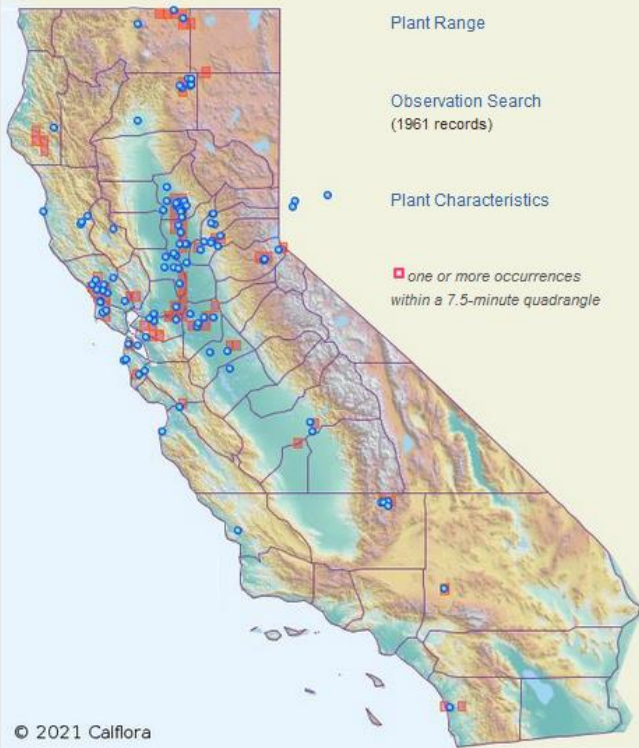 Plant Range
Observation Search
(1961 records)
Plant Characteristics
one or more occurrences
within a 7.5-minute quadrangle
© 2021 Calflora